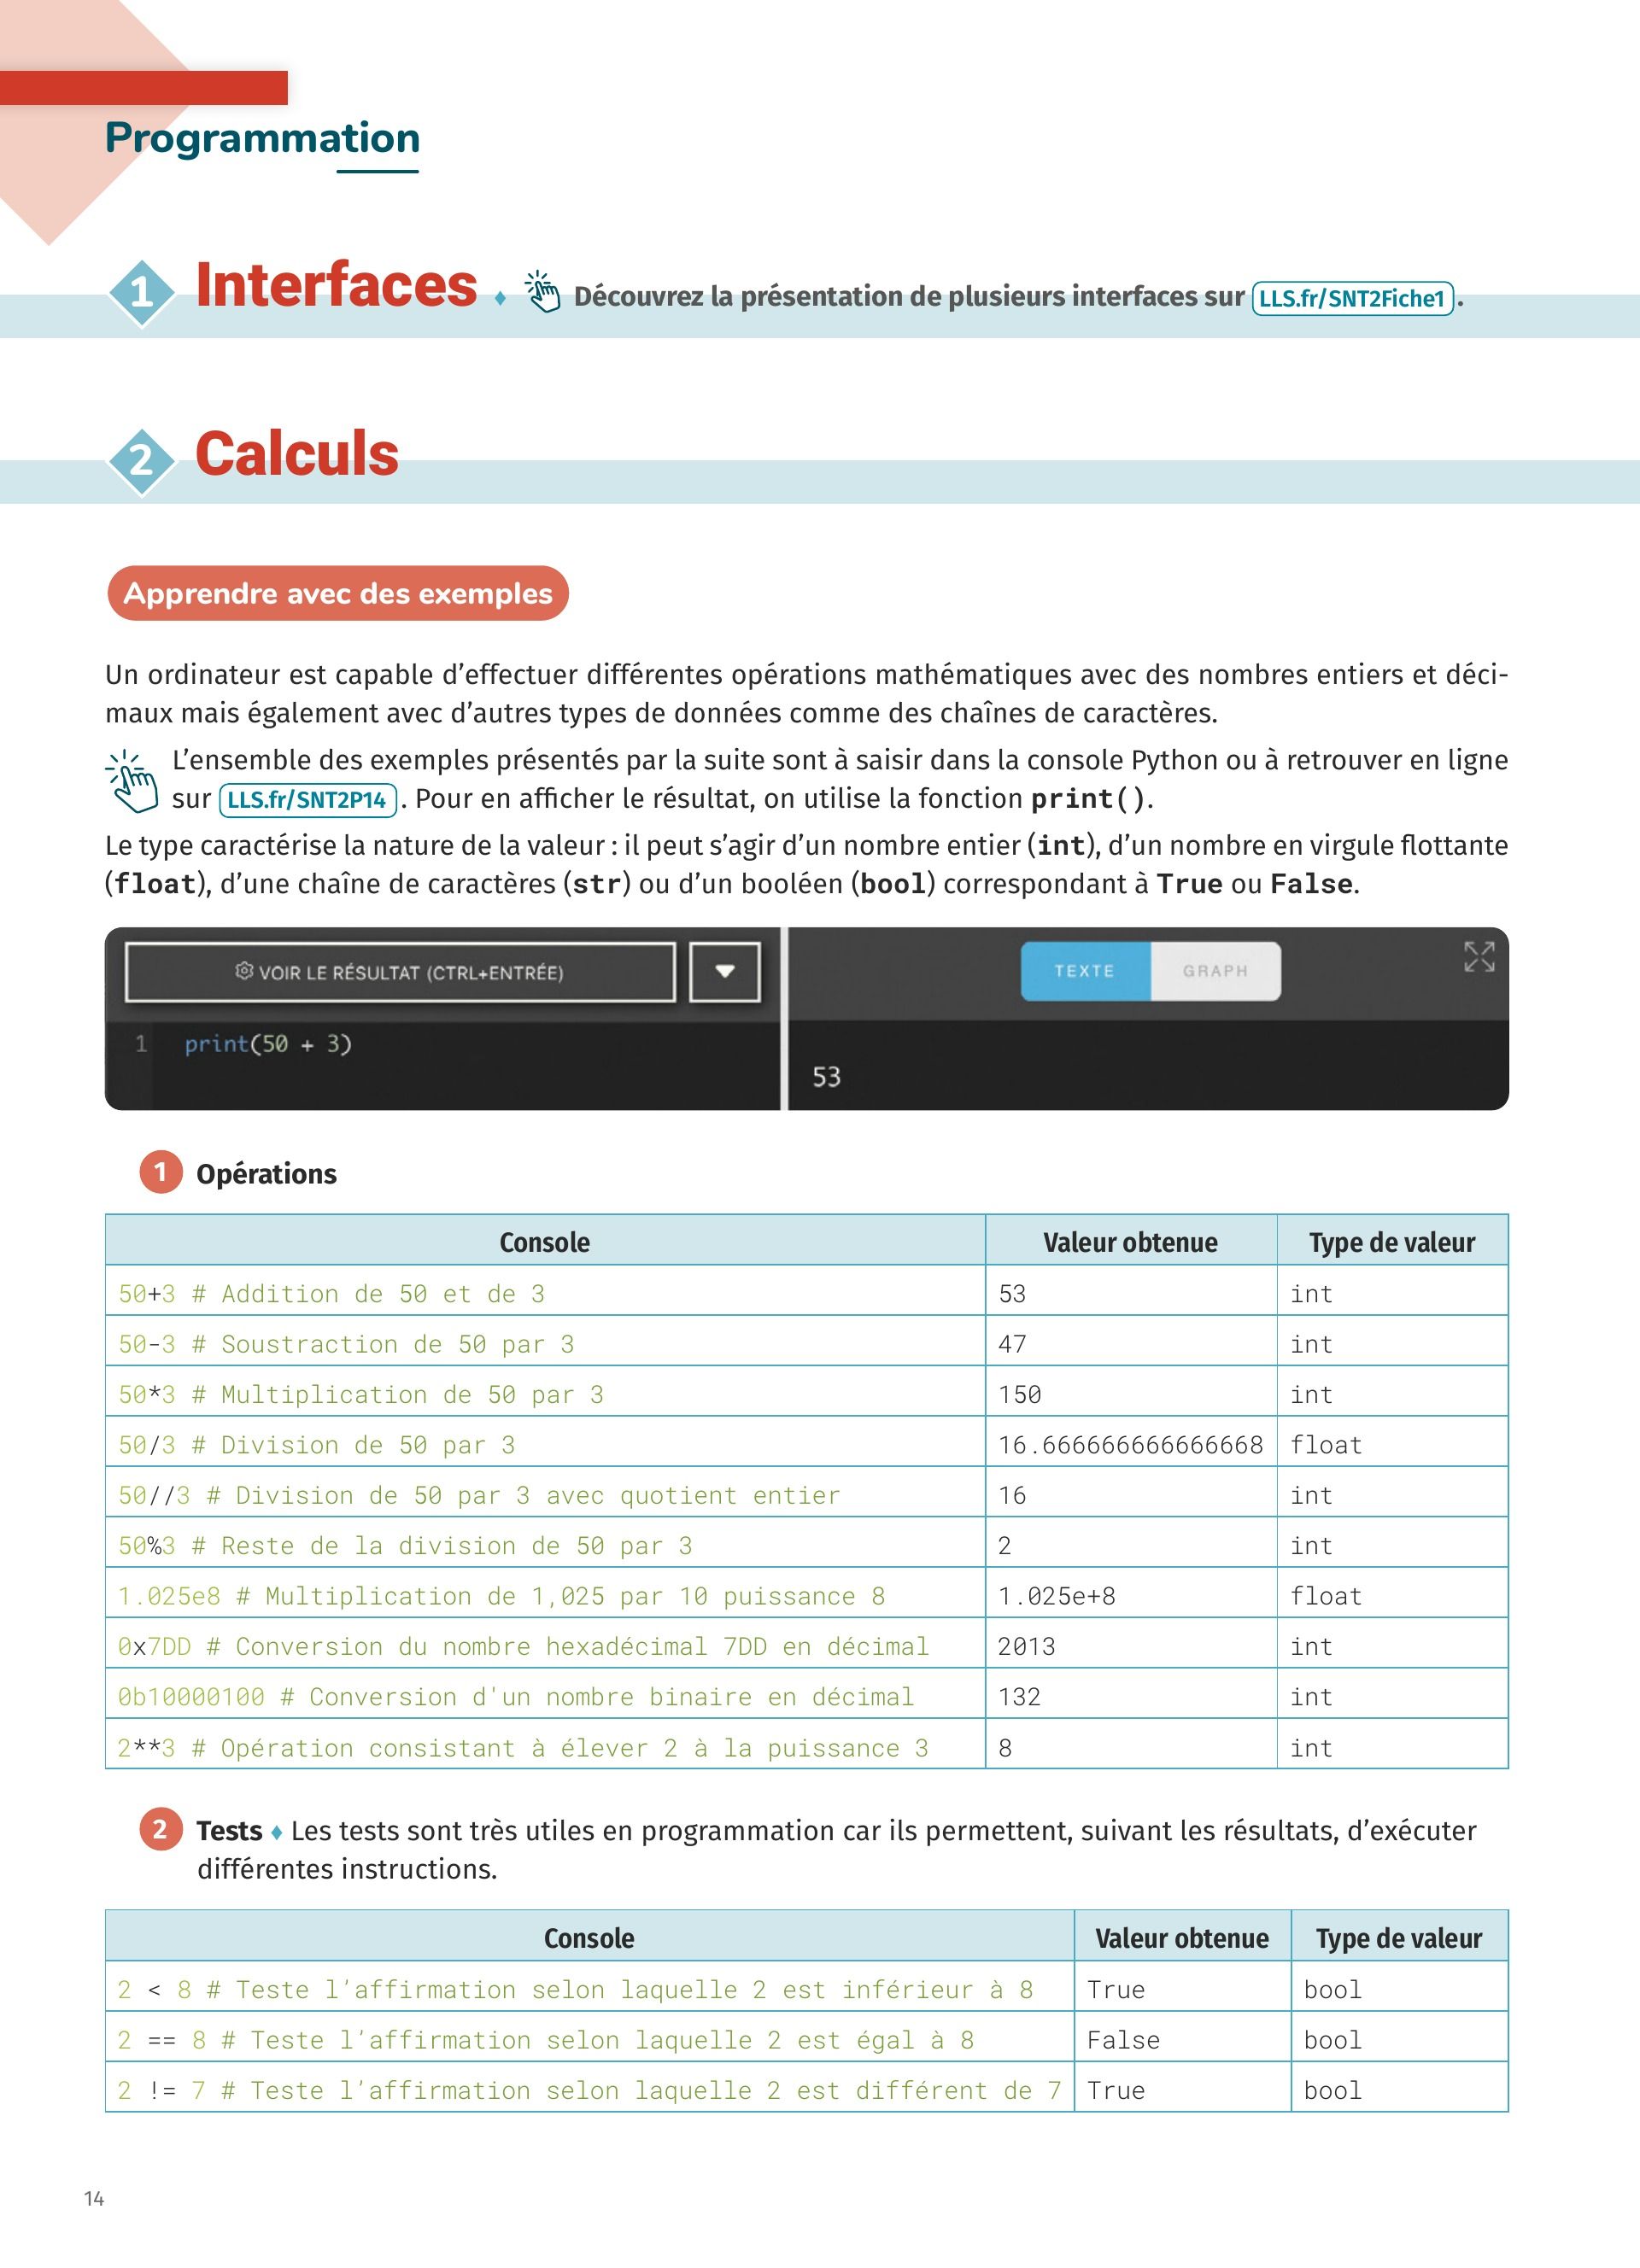 Programmation
1 Interfaces ♦ Découvrez la présentation de plusieurs interfaces sur LLS.fr/SNT2Fiche1 .
2 Calculs
Apprendre avec des exemples
Un ordinateur est capable d’effectuer différentes opérations mathématiques avec des nombres entiers et déci-
maux mais également avec d’autres types de données comme des chaînes de caractères.
L’ensemble des exemples présentés par la suite sont à saisir dans la console Python ou à retrouver en ligne
sur LLS.fr/SNT2P14 . Pour en afficher le résultat, on utilise la fonction print().
Le type caractérise la nature de la valeur : il peut s’agir d’un nombre entier (int), d’un nombre en virgule flottante
(float), d’une chaîne de caractères (str) ou d’un booléen (bool) correspondant à True ou False.
VOIR LE RÉSULTAT (CTRL+ENTRÉE) TEXTE GRAPH
1 print(50 + 3)
53
1 Opérations
Console Valeur obtenue Type de valeur
50+3 # Addition de 50 et de 3 53 int
50-3 # Soustraction de 50 par 3 47 int
50*3 # Multiplication de 50 par 3 150 int
50/3 # Division de 50 par 3 16.666666666666668 float
50//3 # Division de 50 par 3 avec quotient entier 16 int
50%3 # Reste de la division de 50 par 3 2 int
1.025e8 # Multiplication de 1,025 par 10 puissance 8 1.025e+8 float
0x7DD # Conversion du nombre hexadécimal 7DD en décimal 2013 int
0b10000100 # Conversion d'un nombre binaire en décimal 132 int
2**3 # Opération consistant à élever 2 à la puissance 3 8 int
2 Tests ♦ Les tests sont très utiles en programmation car ils permettent, suivant les résultats, d’exécuter
différentes instructions.
Console Valeur obtenue Type de valeur
2 < 8 # Teste l’affirmation selon laquelle 2 est inférieur à 8 True bool
2 == 8 # Teste l’affirmation selon laquelle 2 est égal à 8 False bool
2 != 7 # Teste l’affirmation selon laquelle 2 est différent de 7 True bool
14